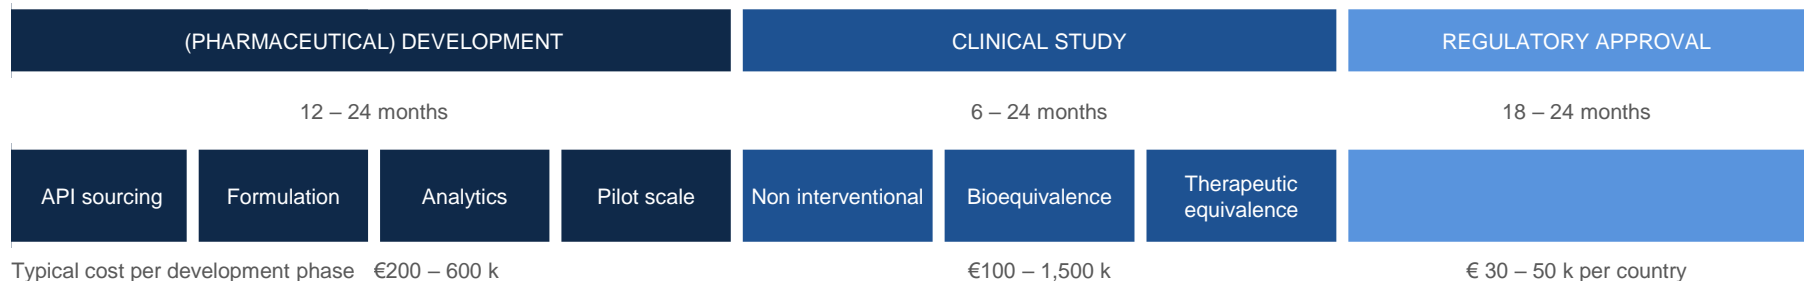 (PHARMACEUTICAL) DEVELOPMENT
CLINICAL STUDY
REGULATORY APPROVAL
12 – 24 months
6 – 24 months
18 – 24 months
API sourcing
Formulation
Analytics
Pilot scale
Non interventional
Bioequivalence
Therapeutic
equivalence
Typical cost per development phase €200 – 600 k
€100 – 1,500 k
€ 30 – 50 k per country